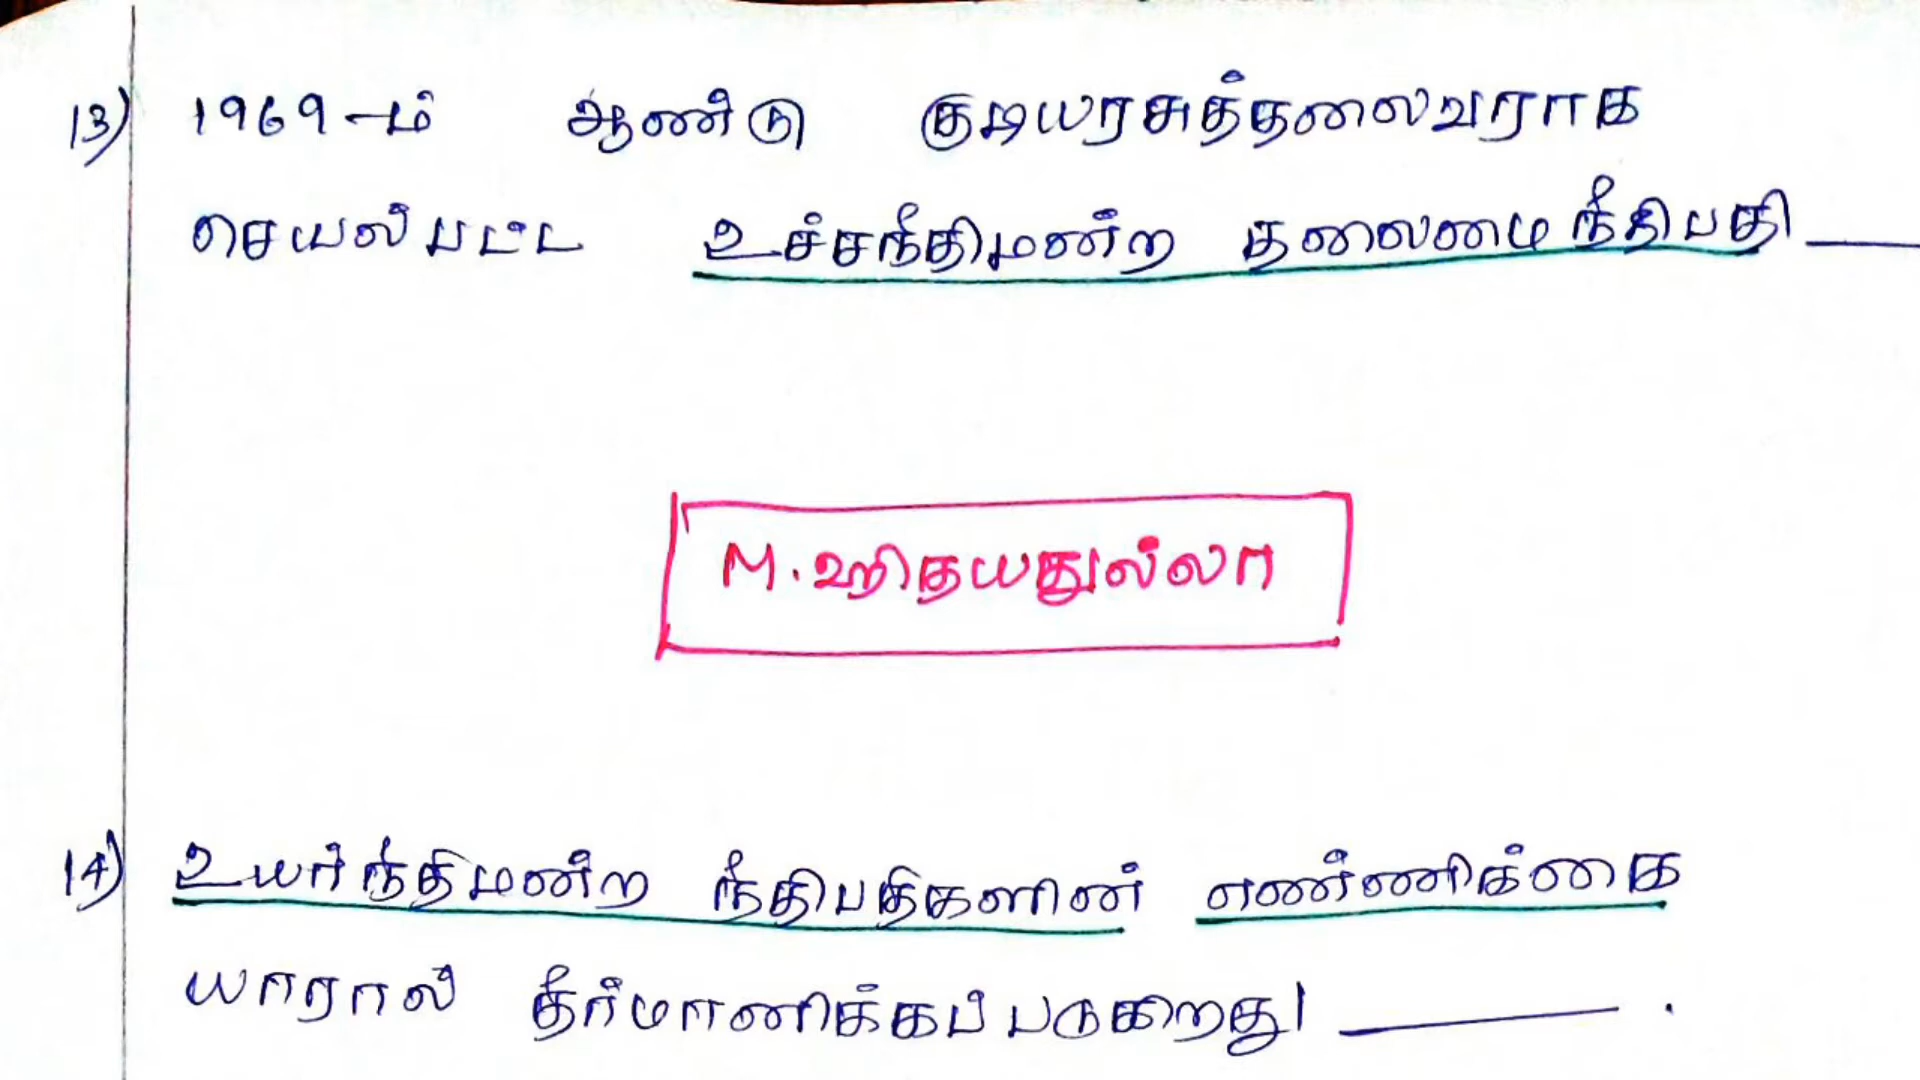 13) 1969-ம் ஆண்டு குடியரசுத்தலைவராக
செயல்பட்ட உச்சநீதிமன்ற தலைமை நீதிபதி ____
M. ஹிதயதுல்லா
14) உயர்நீதிமன்ற நீதிபதிகளின் எண்ணிக்கை
யாரால் தீர்மானிக்கப்படுகிறது ____ .